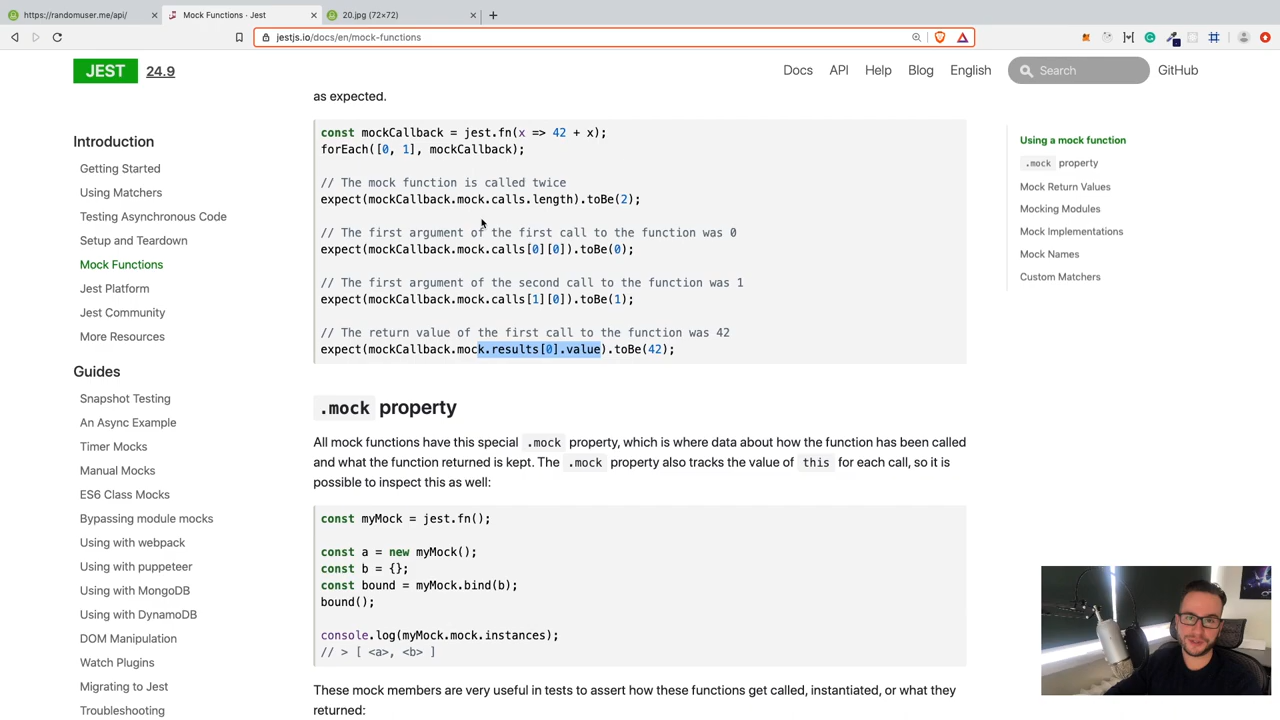 https://randomuser.me/api/
Mock Functions · Jest
20.jpg (72×72)
jestjs.io/docs/en/mock-functions
JEST 24.9
Docs API Help Blog English Search GitHub
Introduction
Getting Started
Using Matchers
Testing Asynchronous Code
Setup and Teardown
Mock Functions
Jest Platform
Jest Community
More Resources
Guides
Snapshot Testing
An Async Example
Timer Mocks
Manual Mocks
ES6 Class Mocks
Bypassing module mocks
Using with webpack
Using with puppeteer
Using with MongoDB
Using with DynamoDB
DOM Manipulation
Watch Plugins
Migrating to Jest
Troubleshooting
as expected.
const mockCallback = jest.fn(x => 42 + x);
forEach([0, 1], mockCallback);
// The mock function is called twice
expect(mockCallback.mock.calls.length).toBe(2);
// The first argument of the first call to the function was 0
expect(mockCallback.mock.calls[0][0]).toBe(0);
// The first argument of the second call to the function was 1
expect(mockCallback.mock.calls[1][0]).toBe(1);
// The return value of the first call to the function was 42
expect(mockCallback.mock.results[0].value).toBe(42);
.mock property
All mock functions have this special .mock property, which is where data about how the function has been called
and what the function returned is kept. The .mock property also tracks the value of this for each call, so it is
possible to inspect this as well:
const myMock = jest.fn();
const a = new myMock();
const b = {};
const bound = myMock.bind(b);
bound();
console.log(myMock.mock.instances);
// > [ <a>, <b> ]
These mock members are very useful in tests to assert how these functions get called, instantiated, or what they
returned:
Using a mock function
.mock property
Mock Return Values
Mocking Modules
Mock Implementations
Mock Names
Custom Matchers